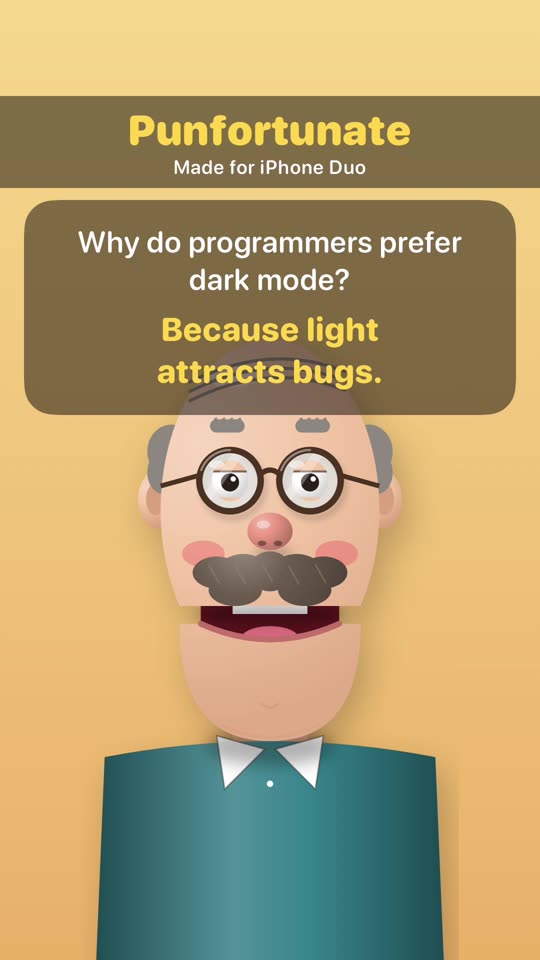 Punfortunate
Made for iPhone Duo
Why do programmers prefer
dark mode?
Because light
attracts bugs.